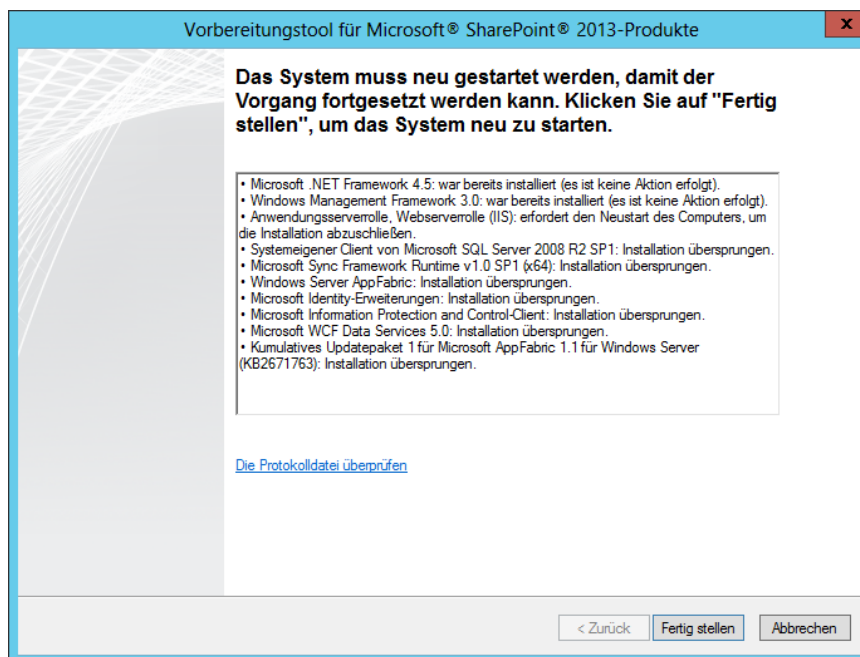 Vorbereitungstool für Microsoft® SharePoint® 2013-Produkte
x
Das System muss neu gestartet werden, damit der
Vorgang fortgesetzt werden kann. Klicken Sie auf "Fertig
stellen", um das System neu zu starten.
• Microsoft .NET Framework 4.5: war bereits installiert (es ist keine Aktion erfolgt).
• Windows Management Framework 3.0: war bereits installiert (es ist keine Aktion erfolgt).
• Anwendungsserverrolle, Webserverrolle (IIS): erfordert den Neustart des Computers, um
die Installation abzuschließen.
• Systemeigener Client von Microsoft SQL Server 2008 R2 SP1: Installation übersprungen.
• Microsoft Sync Framework Runtime v1.0 SP1 (x64): Installation übersprungen.
• Windows Server AppFabric: Installation übersprungen.
• Microsoft Identity-Erweiterungen: Installation übersprungen.
• Microsoft Information Protection and Control-Client: Installation übersprungen.
• Microsoft WCF Data Services 5.0: Installation übersprungen.
• Kumulatives Updatepaket 1 für Microsoft AppFabric 1.1 für Windows Server
(KB2671763): Installation übersprungen.
Die Protokolldatei überprüfen
< Zurück
Fertig stellen
Abbrechen